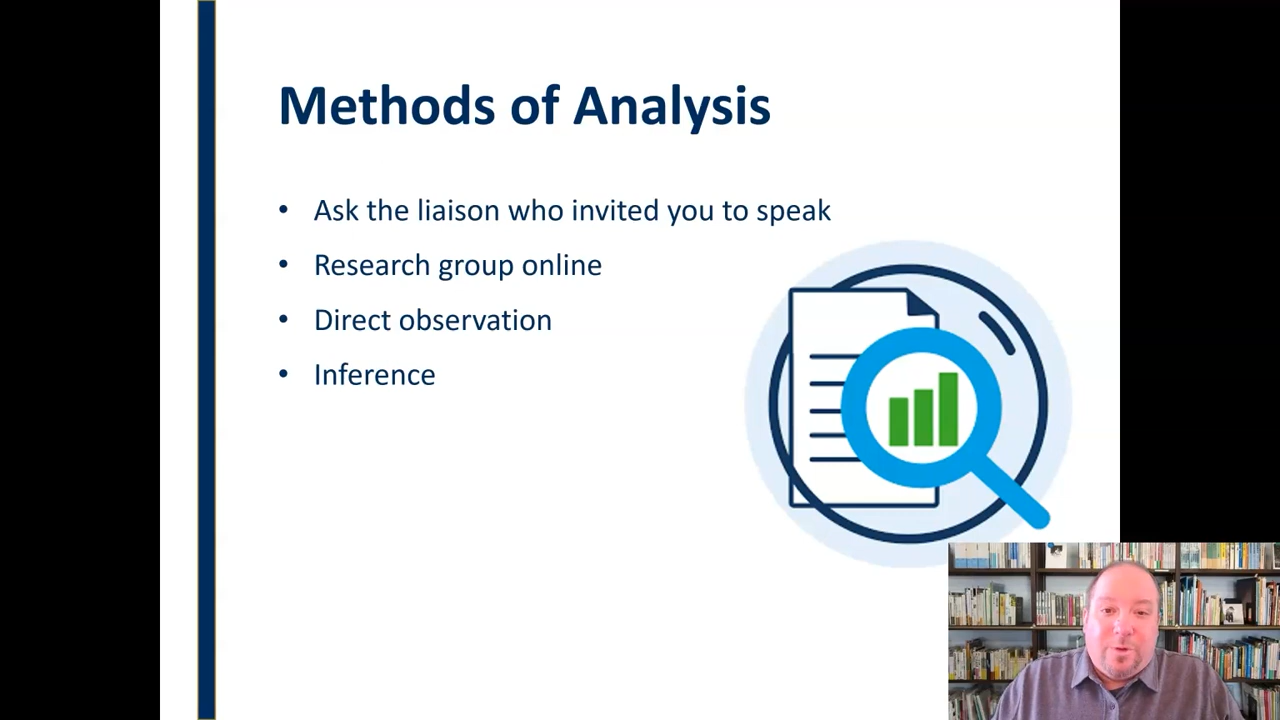 Methods of Analysis
• Ask the liaison who invited you to speak
• Research group online
• Direct observation
• Inference